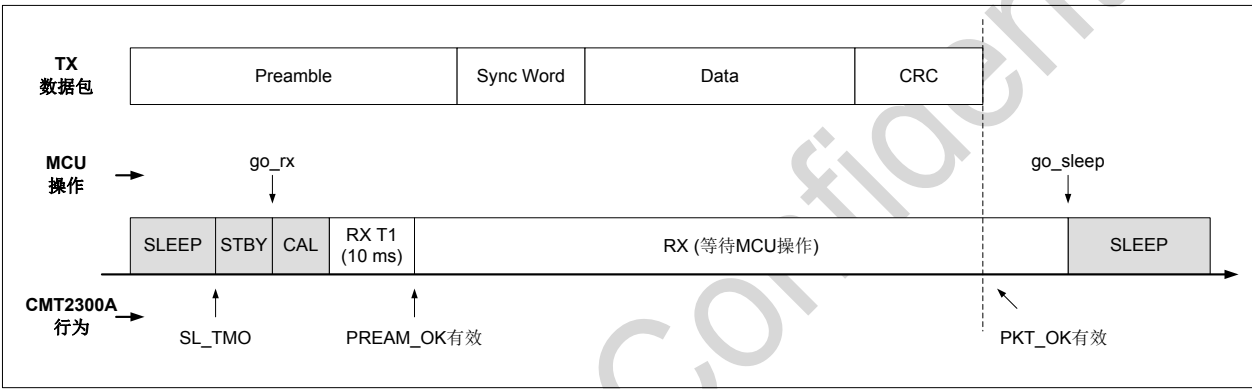 TX
数据包
Preamble
Sync Word
Data
CRC
MCU
操作
go_rx
go_sleep
SLEEP
STBY
CAL
RX T1
(10 ms)
RX (等待MCU操作)
SLEEP
CMT2300A
行为
SL_TMO
PREAM_OK有效
PKT_OK有效